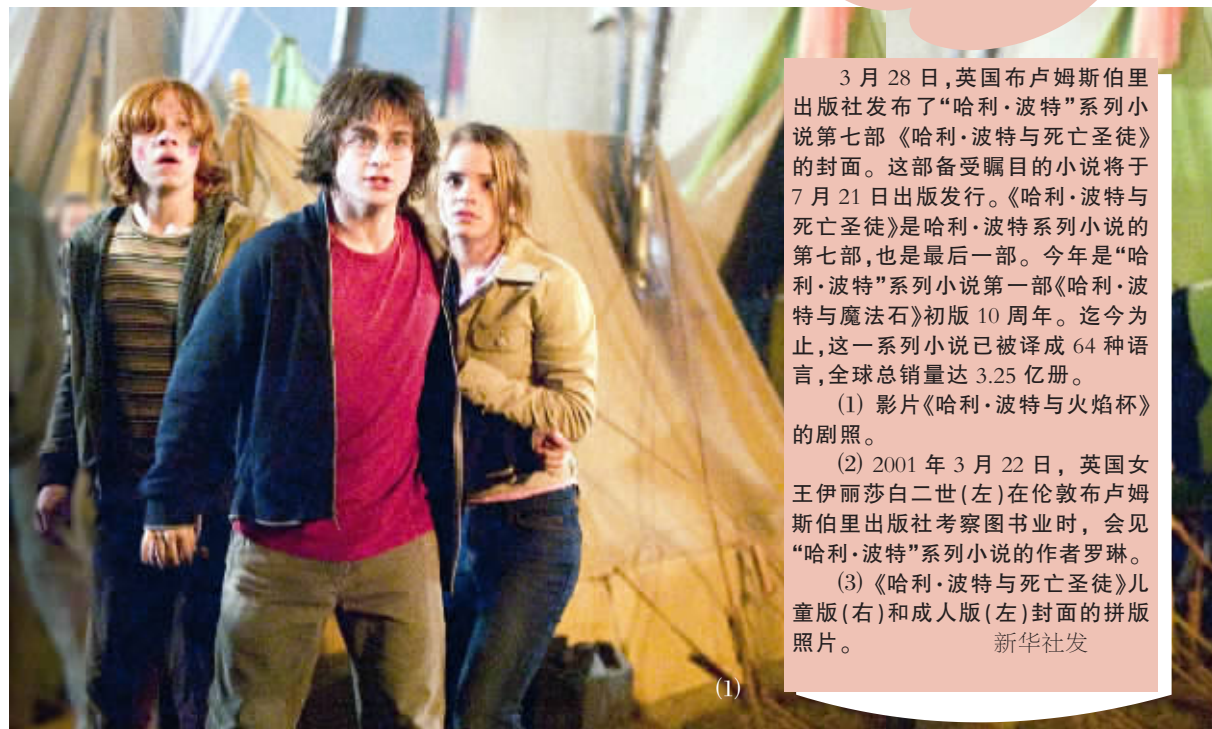 3 月 28 日,英国布卢姆斯伯里
出版社发布了“哈利·波特”系列小
说第七部 《哈利·波特与死亡圣徒》
的封面。这部备受瞩目的小说将于
7 月 21 日出版发行。《哈利·波特与
死亡圣徒》是哈利·波特系列小说的
第七部,也是最后一部。今年是“哈
利·波特”系列小说第一部《哈利·波
特与魔法石》初版 10 周年。迄今为
止,这一系列小说已被译成 64 种语
言,全球总销量达 3.25 亿册。
(1) 影片《哈利·波特与火焰杯》
的剧照。
(2) 2001 年 3 月 22 日，英国女
王伊丽莎白二世(左)在伦敦布卢姆
斯伯里出版社考察图书业时，会见
“哈利·波特”系列小说的作者罗琳。
(3) 《哈利·波特与死亡圣徒》儿
童版(右)和成人版(左)封面的拼版
照片。 新华社发
(1)